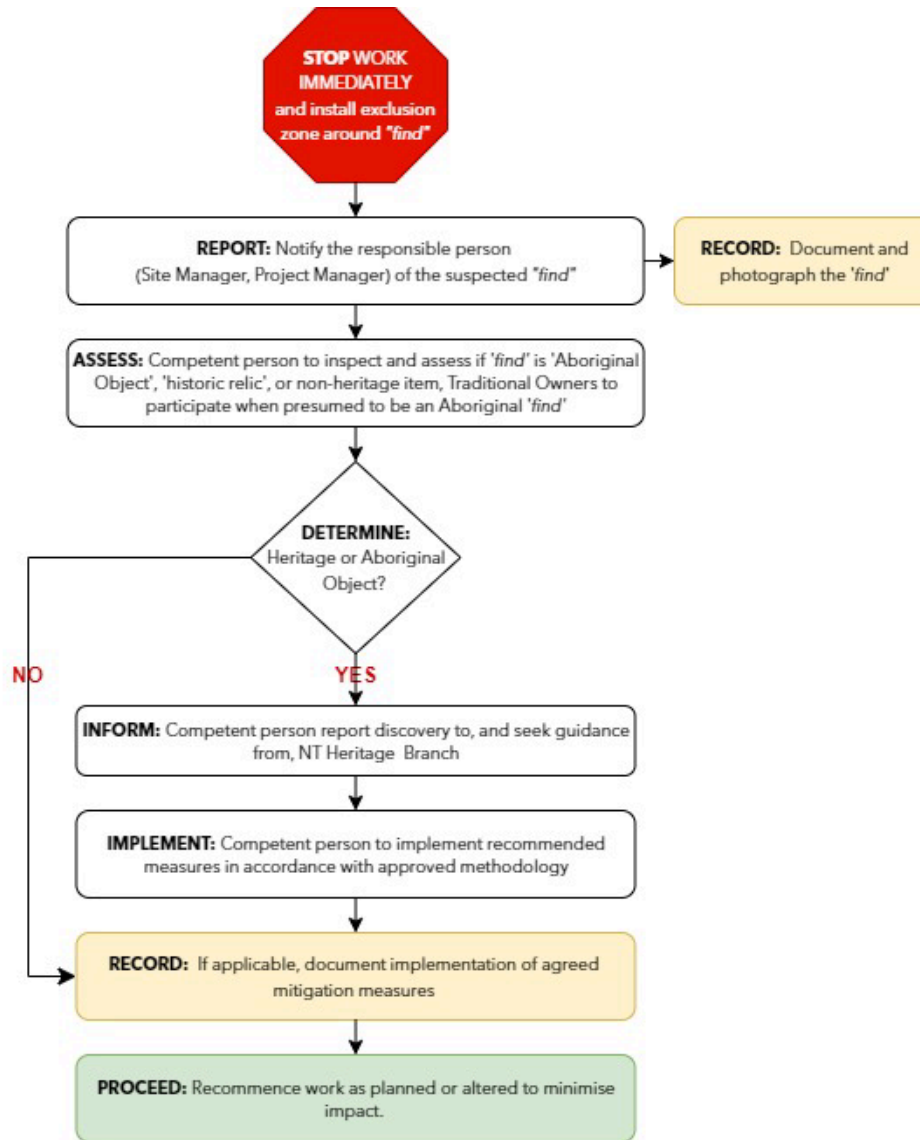 STOP WORK
IMMEDIATELY
and install exclusion
zone around "find"
REPORT: Notify the responsible person
(Site Manager, Project Manager) of the suspected "find"
RECORD: Document and
photograph the 'find'
ASSESS: Competent person to inspect and assess if 'find' is 'Aboriginal
Object', 'historic relic', or non-heritage item, Traditional Owners to
participate when presumed to be an Aboriginal 'find'
DETERMINE:
Heritage or Aboriginal
Object?
NO
YES
INFORM: Competent person report discovery to, and seek guidance
from, NT Heritage Branch
IMPLEMENT: Competent person to implement recommended
measures in accordance with approved methodology
RECORD: If applicable, document implementation of agreed
mitigation measures
PROCEED: Recommence work as planned or altered to minimise
impact.